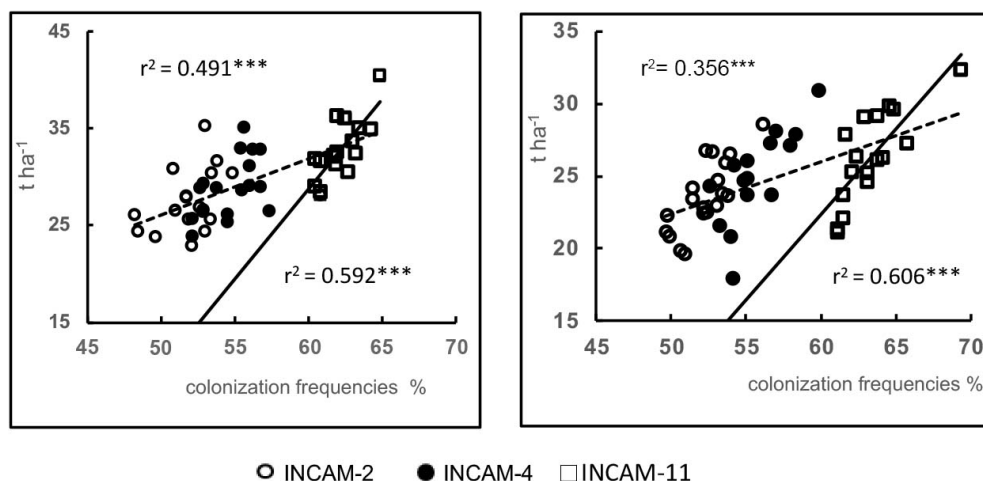 45
35
25
15
t ha⁻¹
r² = 0.491***
r² = 0.592***
45 50 55 60 65 70
colonization frequencies %
35
30
25
20
15
t ha⁻¹
r²= 0.356***
r² = 0.606***
45 50 55 60 65 70
colonization frequencies %
INCAM-2 INCAM-4 INCAM-11